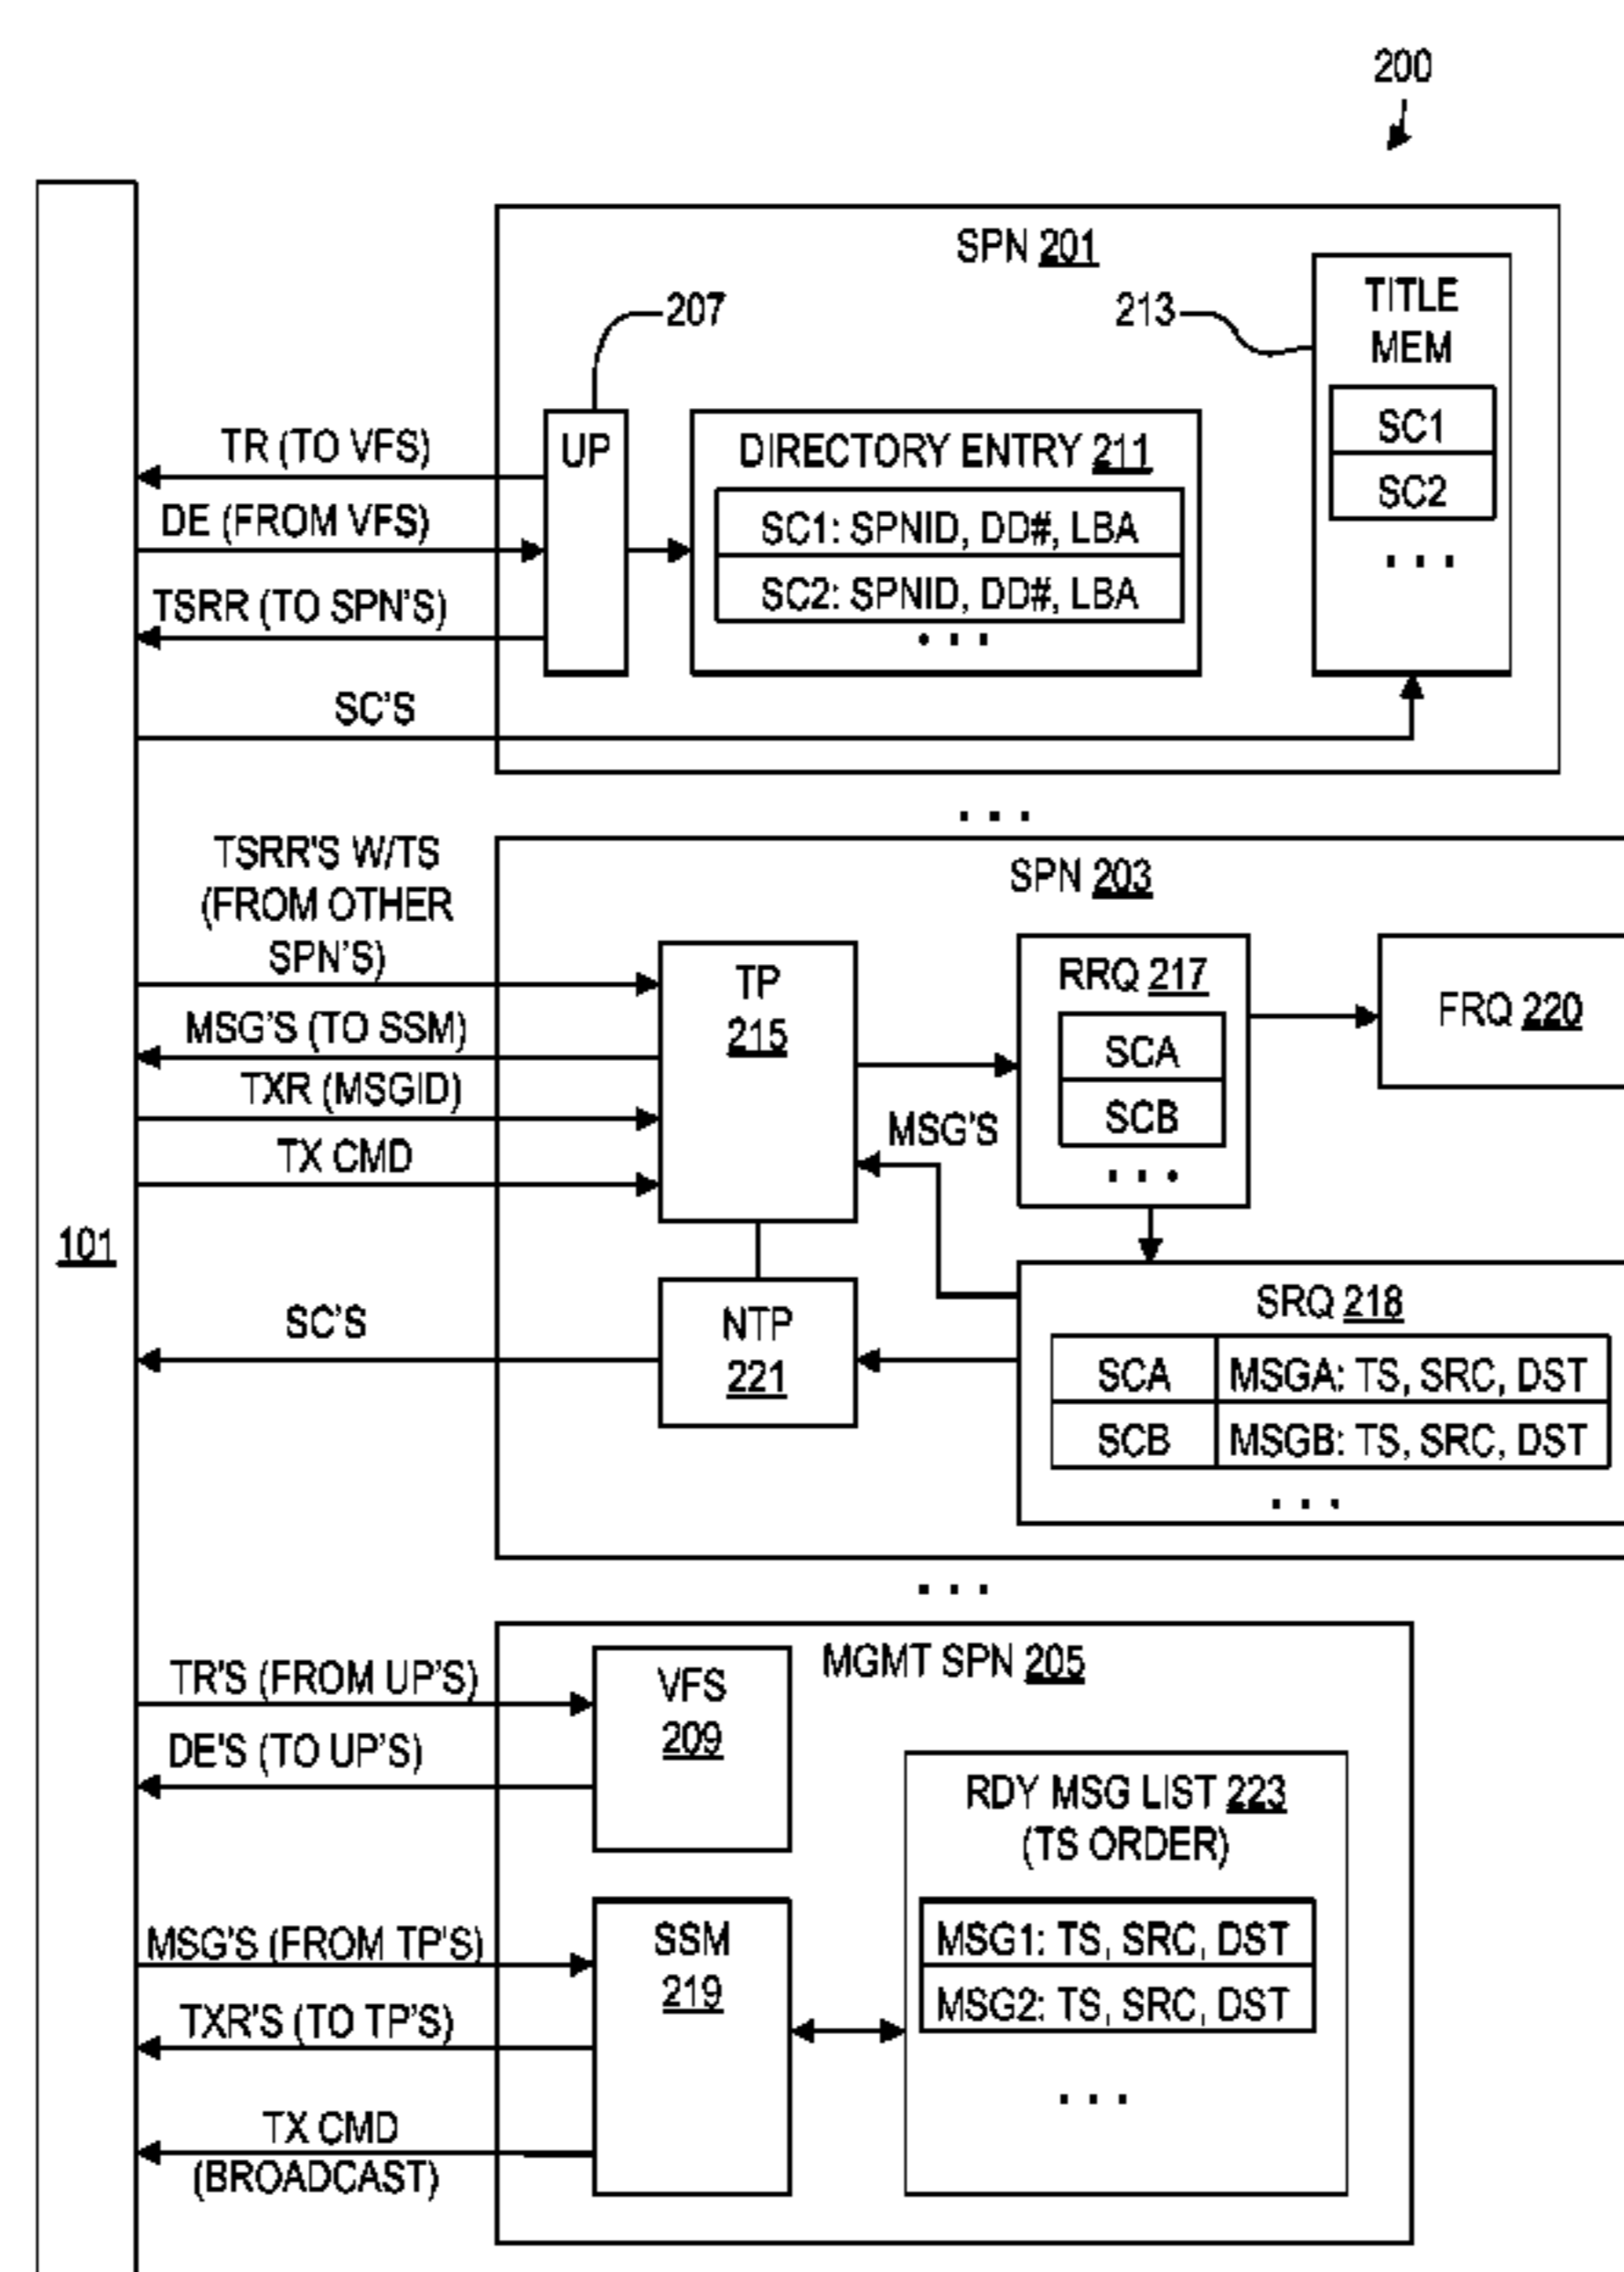 200
SPN 201
207
213
TITLE
MEM
SC1
SC2
. . .
UP
DIRECTORY ENTRY 211
SC1: SPNID, DD#, LBA
SC2: SPNID, DD#, LBA
. . .
TR (TO VFS)
DE (FROM VFS)
TSRR (TO SPN'S)
SC'S
. . .
TSRR'S W/TS
(FROM OTHER
SPN'S)
MSG'S (TO SSM)
TXR (MSGID)
TX CMD
SPN 203
TP
215
RRQ 217
SCA
SCB
. . .
FRQ 220
MSG'S
101
SC'S
NTP
221
SRQ 218
SCA MSGA: TS, SRC, DST
SCB MSGB: TS, SRC, DST
. . .
. . .
TR'S (FROM UP'S)
DE'S (TO UP'S)
VFS
209
MGMT SPN 205
RDY MSG LIST 223
(TS ORDER)
MSG1: TS, SRC, DST
MSG2: TS, SRC, DST
. . .
MSG'S (FROM TP'S)
TXR'S (TO TP'S)
TX CMD
(BROADCAST)
SSM
219